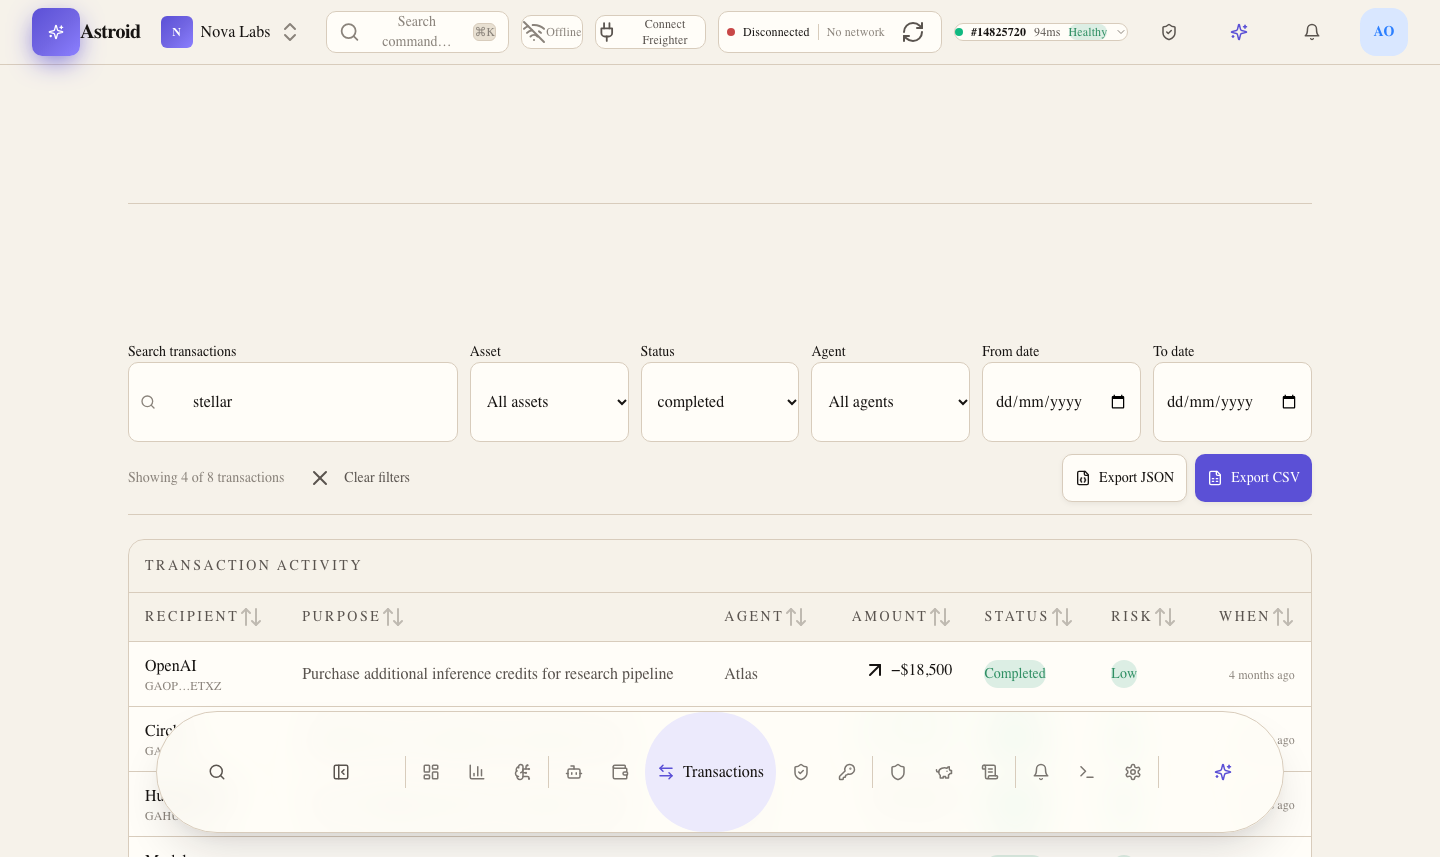 Astroid
N
Nova Labs
Search command…
⌘K
Offline
Connect Freighter
Disconnected
No network
#14825720
94ms
Healthy
AO
Search transactions
Asset
Status
Agent
From date
To date
stellar
All assets
completed
All agents
dd/mm/yyyy
dd/mm/yyyy
Showing 4 of 8 transactions
Clear filters
Export JSON
Export CSV
TRANSACTION ACTIVITY
RECIPIENT
PURPOSE
AGENT
AMOUNT
STATUS
RISK
WHEN
OpenAI
GAOP…ETXZ
Purchase additional inference credits for research pipeline
Atlas
−$18,500
Completed
Low
4 months ago
ago
Transactions